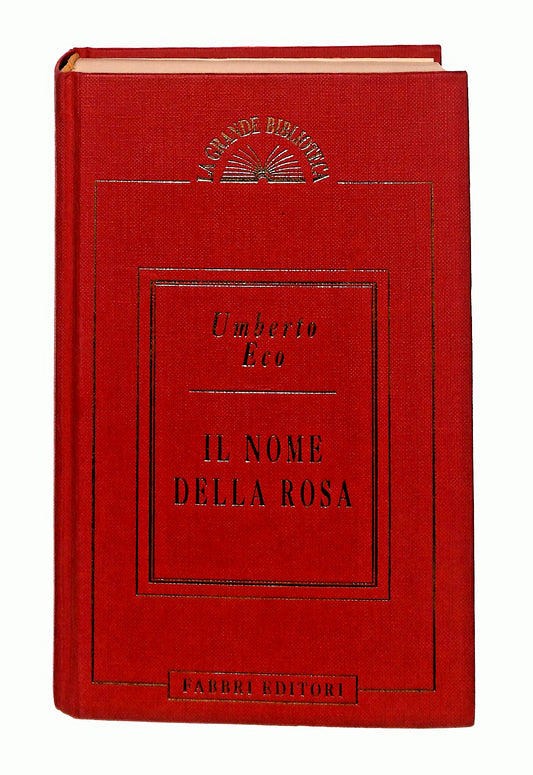 LA GRANDE BIBLIOTECA
Umberto
Eco
IL NOME
DELLA ROSA
FABBRI EDITORI